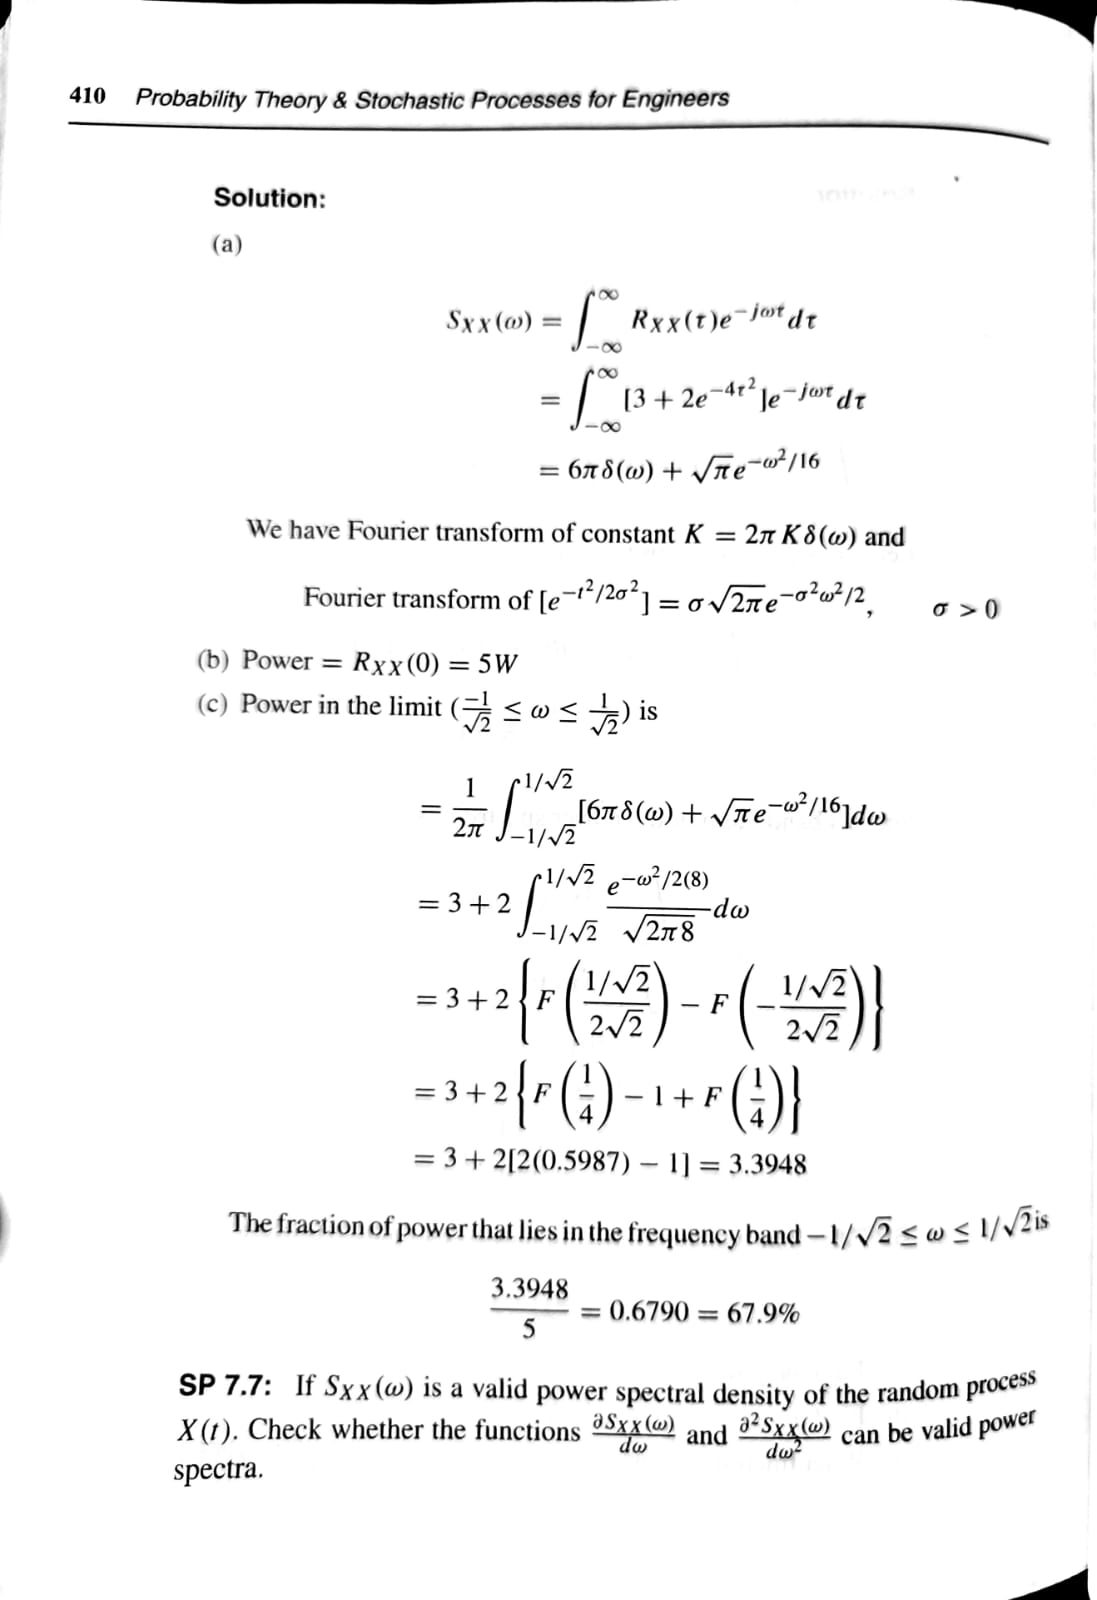 410 Probability Theory & Stochastic Processes for Engineers
Solution:
(a)
S_XX(ω) = ∫_{-∞}^{∞} R_XX(τ)e^{-jωτ} dτ
= ∫_{-∞}^{∞} [3 + 2e^{-4τ²}]e^{-jωτ} dτ
= 6πδ(ω) + √π e^{-ω²/16}
We have Fourier transform of constant K = 2πKδ(ω) and
Fourier transform of [e^{-t²/2σ²}] = σ√2π e^{-σ²ω²/2}, σ > 0
(b) Power = R_XX(0) = 5W
(c) Power in the limit (-1/√2 ≤ ω ≤ 1/√2) is
= 1/2π ∫_{-1/√2}^{1/√2} [6πδ(ω) + √π e^{-ω²/16}]dω
= 3 + 2 ∫_{-1/√2}^{1/√2} e^{-ω²/2(8)}/√2π8 dω
= 3 + 2 {F((1/√2)/(2√2)) − F(−(1/√2)/(2√2))}
= 3 + 2 {F(1/4) − 1 + F(1/4)}
= 3 + 2[2(0.5987) − 1] = 3.3948
The fraction of power that lies in the frequency band −1/√2 ≤ ω ≤ 1/√2 is
3.3948/5 = 0.6790 = 67.9%
SP 7.7: If S_XX(ω) is a valid power spectral density of the random process
X(t). Check whether the functions ∂S_XX(ω)/dω and ∂²S_XX(ω)/dω² can be valid power
spectra.